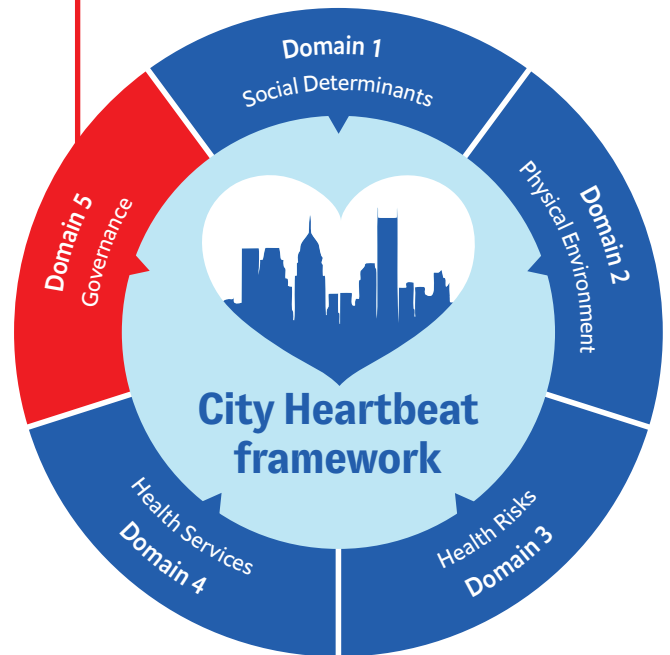 Domain 1
Social Determinants
Domain 2
Physical Environment
Health Risks
Domain 3
Health Services
Domain 4
Domain 5
Governance
City Heartbeat
framework